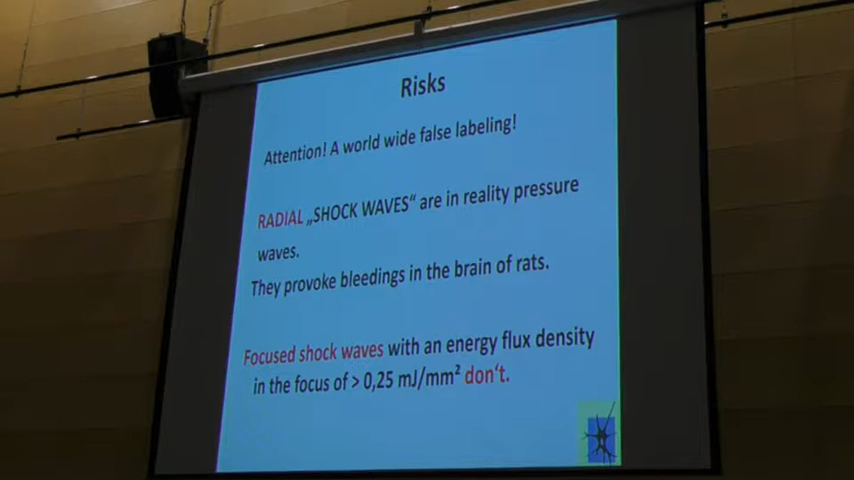 Risks
Attention! A world wide false labeling!
RADIAL „SHOCK WAVES“ are in reality pressure
waves.
They provoke bleedings in the brain of rats.
Focused shock waves with an energy flux density
in the focus of > 0,25 mJ/mm² don‘t.